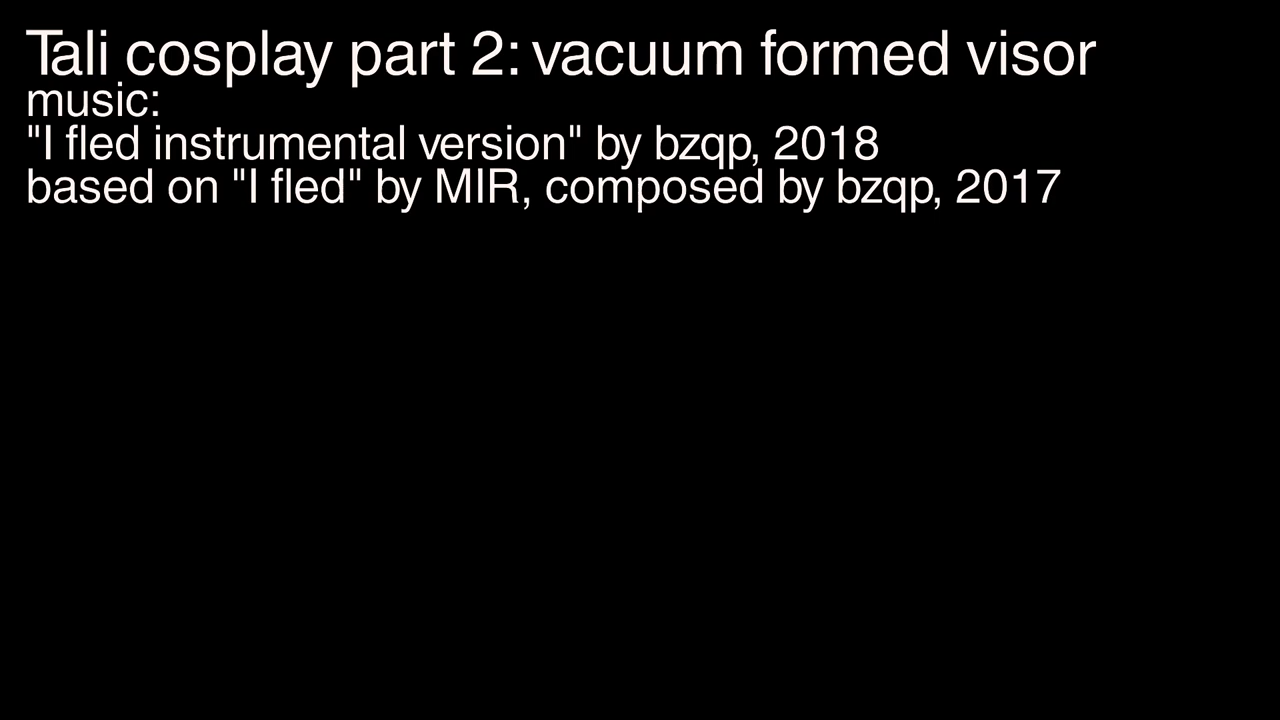 Tali cosplay part 2: vacuum formed visor
music:
"I fled instrumental version" by bzqp, 2018
based on "I fled" by MIR, composed by bzqp, 2017